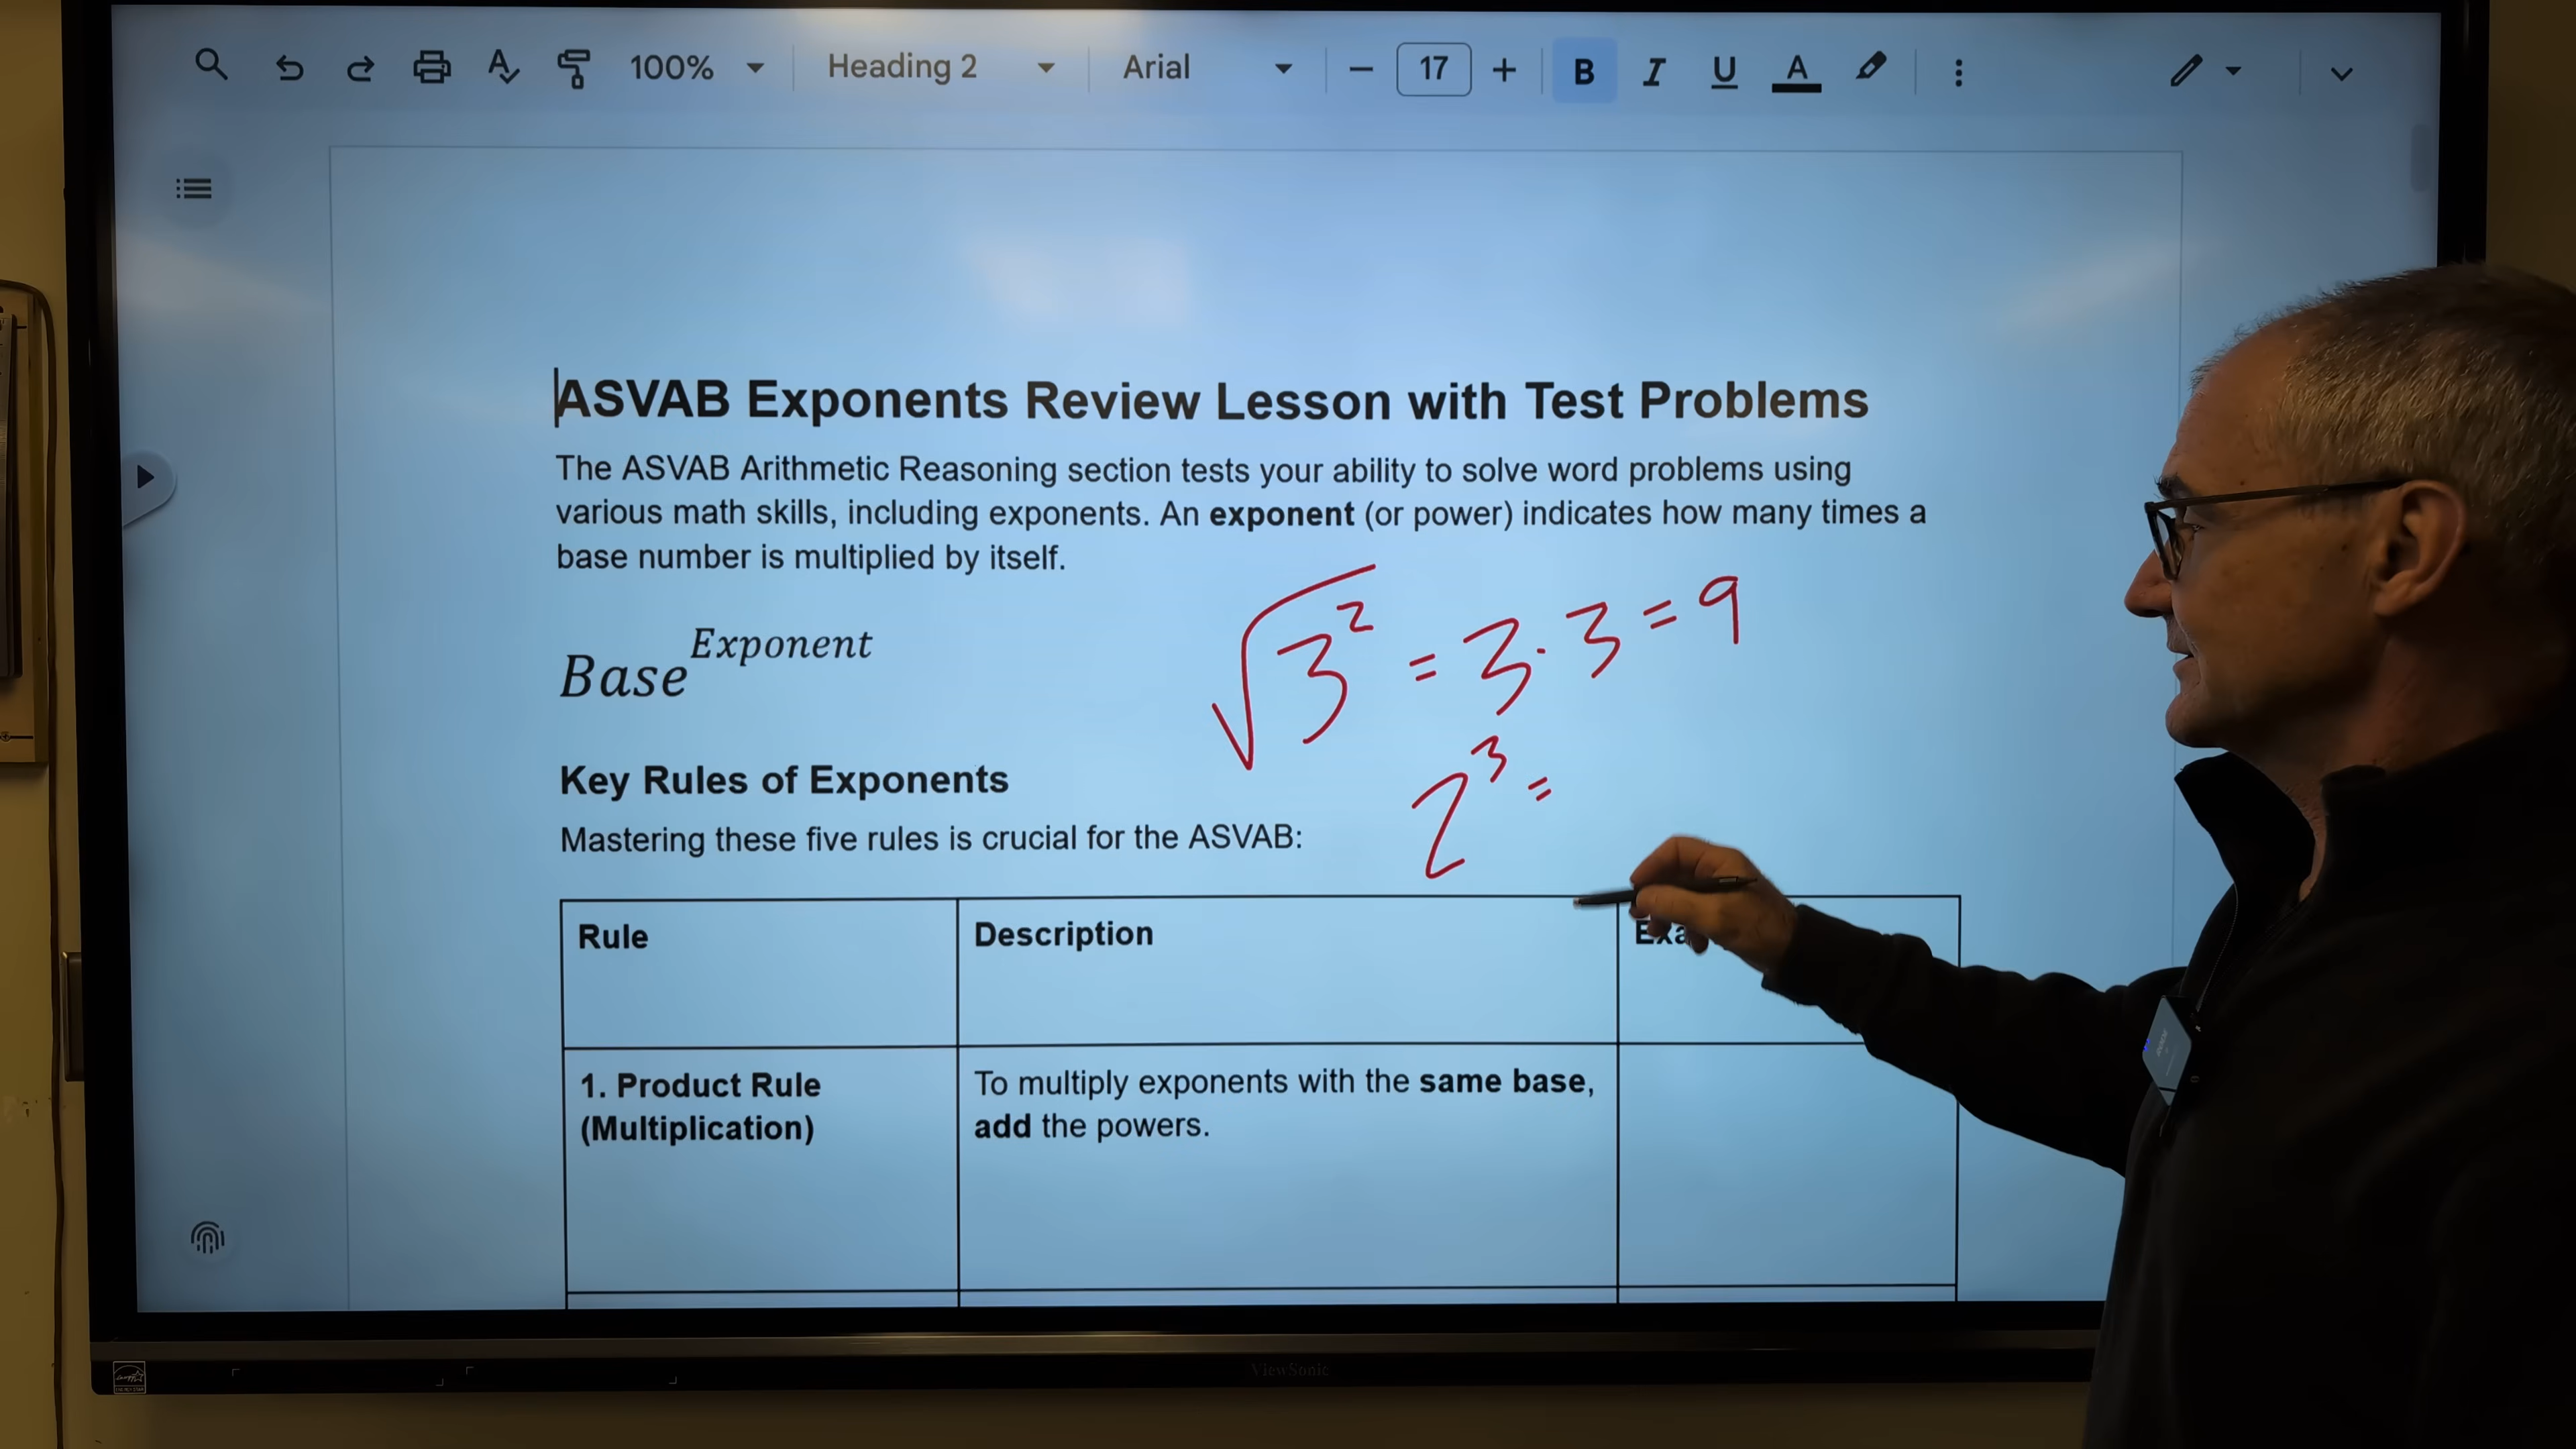 100% Heading 2 Arial 17 B I U A
ASVAB Exponents Review Lesson with Test Problems
The ASVAB Arithmetic Reasoning section tests your ability to solve word problems using
various math skills, including exponents. An exponent (or power) indicates how many times a
base number is multiplied by itself.
Base^Exponent
√3² = 3·3 = 9
2³ =
Key Rules of Exponents
Mastering these five rules is crucial for the ASVAB:
Rule Description
1. Product Rule
(Multiplication)
To multiply exponents with the same base,
add the powers.
ViewSonic